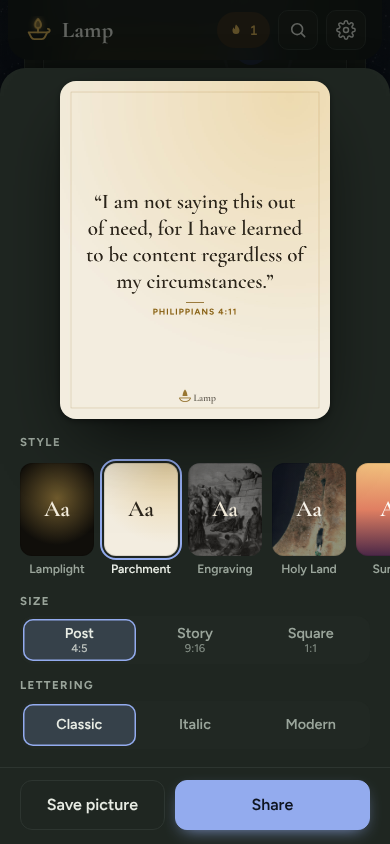 Lamp
1
“I am not saying this out
of need, for I have learned
to be content regardless of
my circumstances.”
PHILIPPIANS 4:11
Lamp
STYLE
Aa
Aa
Aa
Aa
A
Lamplight
Parchment
Engraving
Holy Land
Sun
SIZE
Post
Story
Square
4:5
9:16
1:1
LETTERING
Classic
Italic
Modern
Save picture
Share